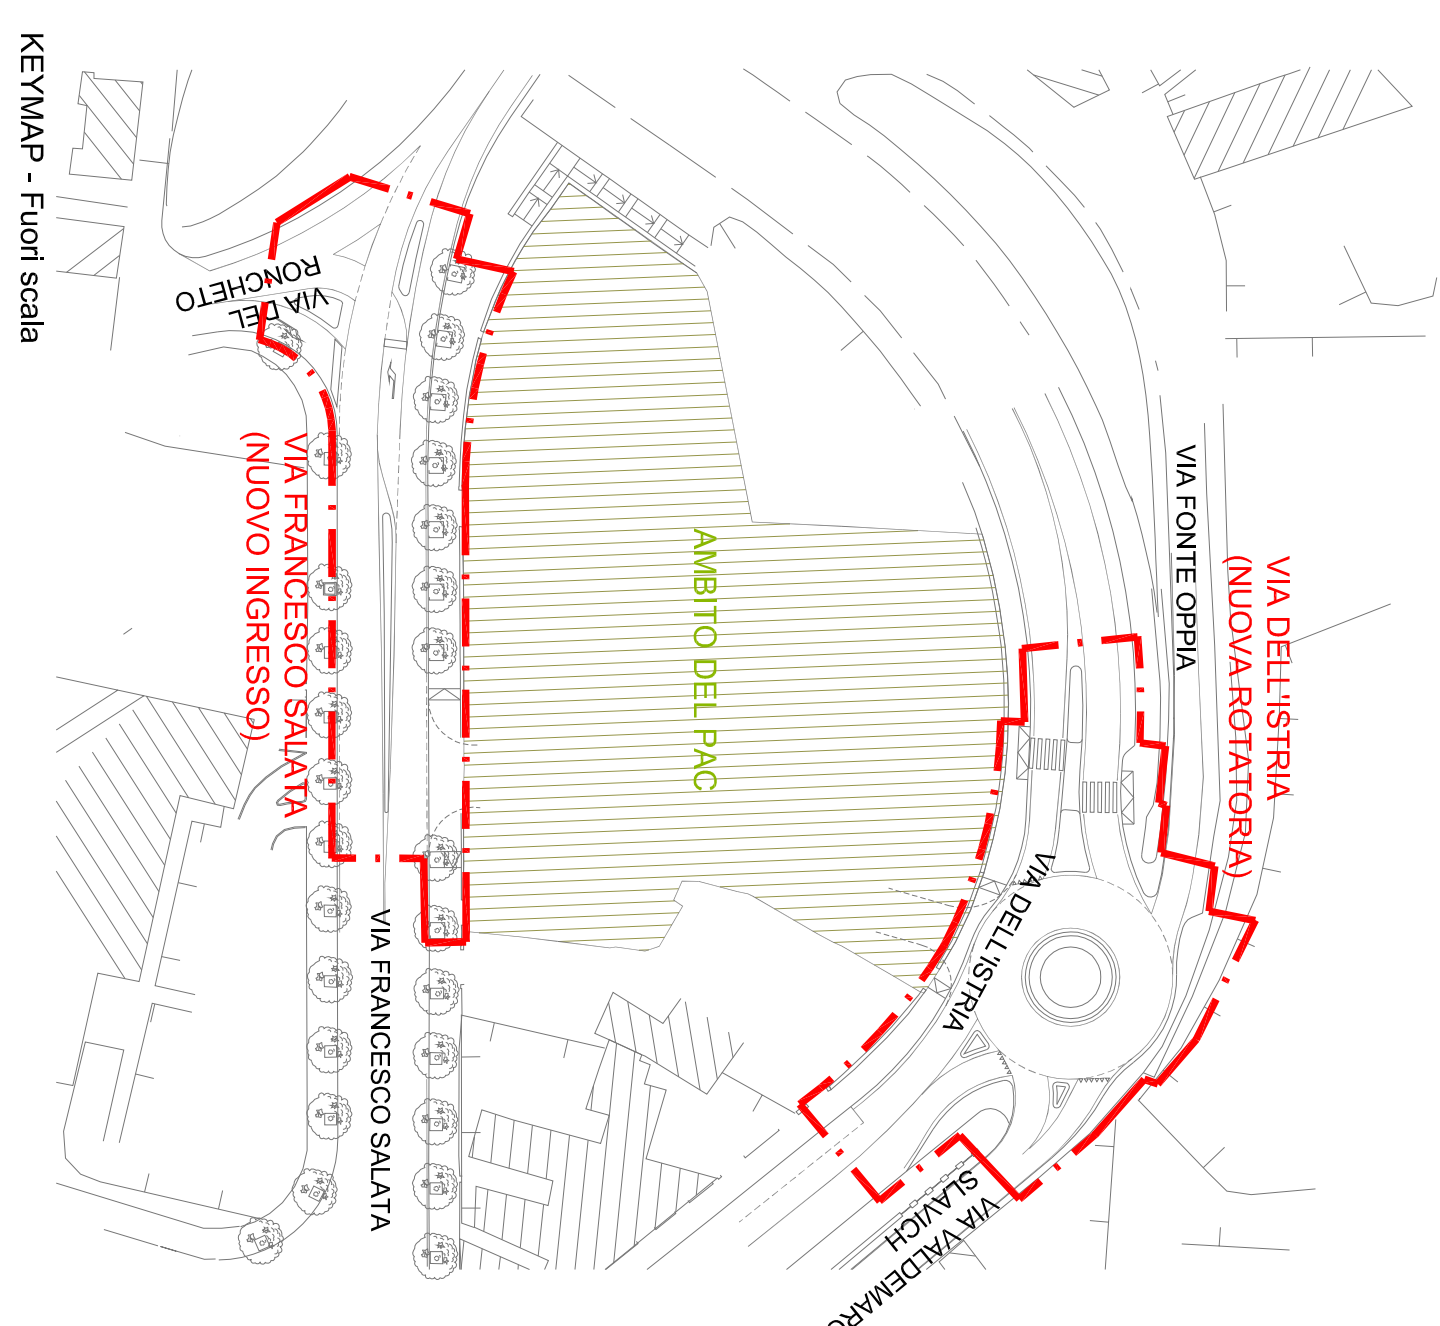 KEYMAP - Fuori scala
VIA DEL
RONCHETO
VIA FRANCESCO SALATA
(NUOVO INGRESSO)
AMBITO DEL PAC
VIA FONTE OPPIA
VIA DELL'ISTRIA
(NUOVA ROTATORIA)
VIA DELL'ISTRIA
VIA FRANCESCO SALATA
VIA VALDEMARO
SLAVICH